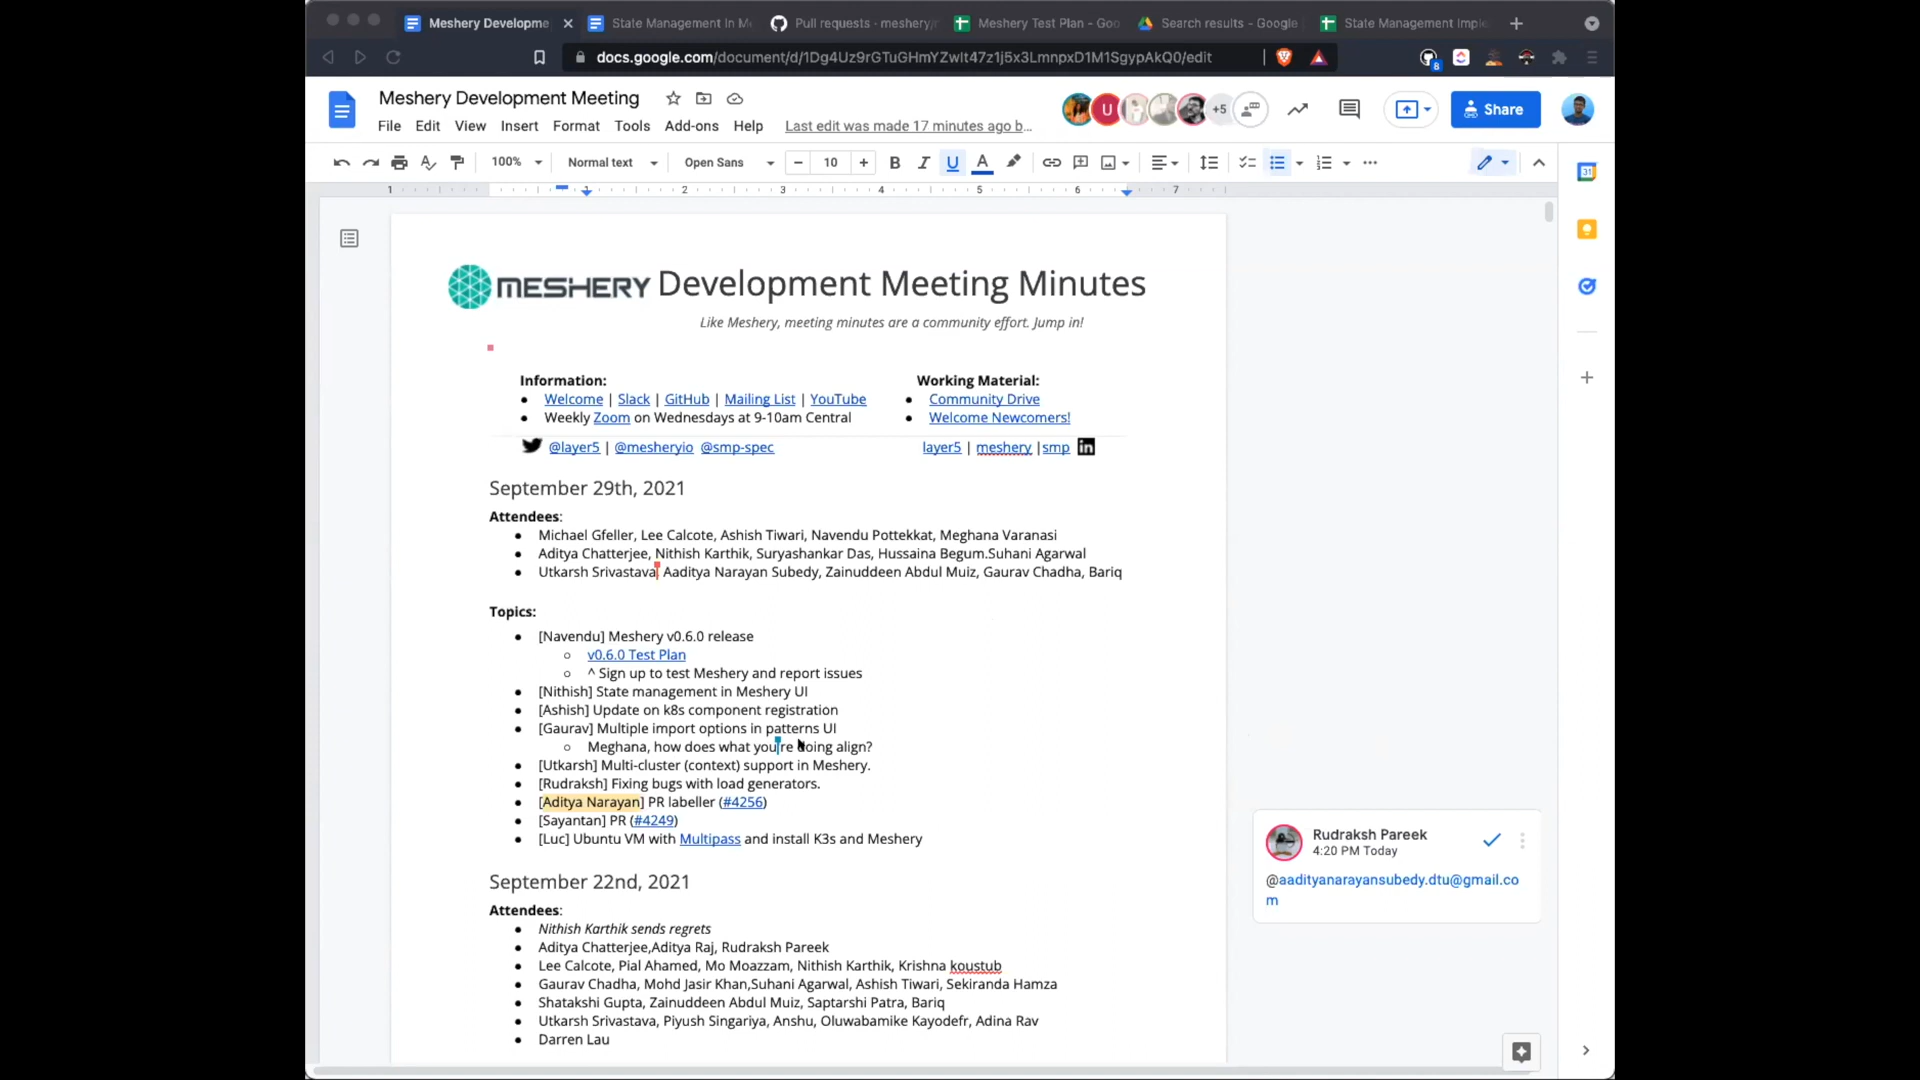 Meshery Developme
State Management in Me
Pull requests · meshery/
Meshery Test Plan - Goo
Search results - Google
State Management Imple
docs.google.com/document/d/1Dg4Uz9rGTuGHmYZwIt47z1j5x3LmnpxD1M1SgypAkQ0/edit
Meshery Development Meeting
U
+5
Share
File Edit View Insert Format Tools Add-ons Help Last edit was made 17 minutes ago b...
100% Normal text Open Sans 10 B I U A
1 1 2 3 4 5 6 7
MESHERY Development Meeting Minutes
Like Meshery, meeting minutes are a community effort. Jump in!
Information:
Welcome | Slack | GitHub | Mailing List | YouTube
Weekly Zoom on Wednesdays at 9-10am Central
Working Material:
Community Drive
Welcome Newcomers!
@layer5 | @mesheryio @smp-spec
layer5 | meshery |smp in
September 29th, 2021
Attendees:
Michael Gfeller, Lee Calcote, Ashish Tiwari, Navendu Pottekkat, Meghana Varanasi
Aditya Chatterjee, Nithish Karthik, Suryashankar Das, Hussaina Begum.Suhani Agarwal
Utkarsh Srivastava, Aaditya Narayan Subedy, Zainuddeen Abdul Muiz, Gaurav Chadha, Bariq
Topics:
[Navendu] Meshery v0.6.0 release
v0.6.0 Test Plan
^ Sign up to test Meshery and report issues
[Nithish] State management in Meshery UI
[Ashish] Update on k8s component registration
[Gaurav] Multiple import options in patterns UI
Meghana, how does what you're doing align?
[Utkarsh] Multi-cluster (context) support in Meshery.
[Rudraksh] Fixing bugs with load generators.
[Aditya Narayan] PR labeller (#4256)
[Sayantan] PR (#4249)
[Luc] Ubuntu VM with Multipass and install K3s and Meshery
Rudraksh Pareek
4:20 PM Today
@aadityanarayansubedy.dtu@gmail.co
m
September 22nd, 2021
Attendees:
Nithish Karthik sends regrets
Aditya Chatterjee,Aditya Raj, Rudraksh Pareek
Lee Calcote, Pial Ahamed, Mo Moazzam, Nithish Karthik, Krishna koustub
Gaurav Chadha, Mohd Jasir Khan,Suhani Agarwal, Ashish Tiwari, Sekiranda Hamza
Shatakshi Gupta, Zainuddeen Abdul Muiz, Saptarshi Patra, Bariq
Utkarsh Srivastava, Piyush Singariya, Anshu, Oluwabamike Kayodefr, Adina Rav
Darren Lau